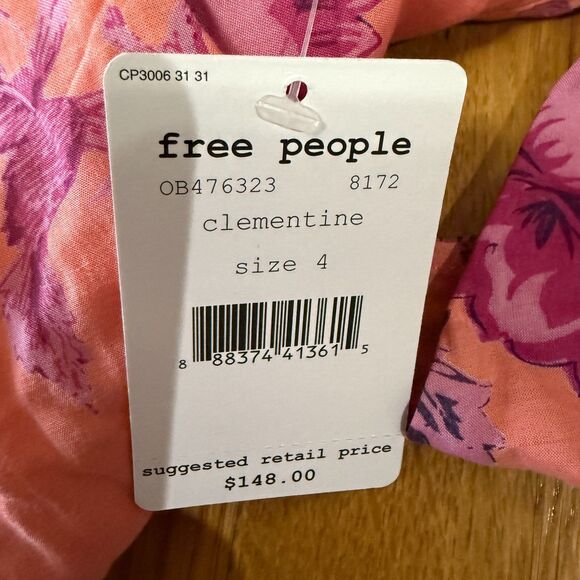 CP3006 31 31
free people
OB476323 8172
clementine
size 4
8 88374 41361 5
suggested retail price
$148.00